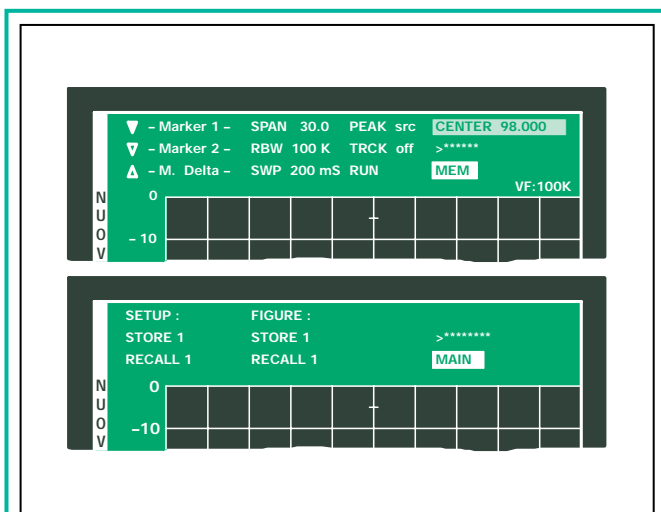 – Marker 1 – SPAN 30.0 PEAK src CENTER 98.000
– Marker 2 – RBW 100 K TRCK off >******
– M. Delta – SWP 200 mS RUN MEM
VF:100K
0
– 10
N
U
O
V
SETUP : FIGURE :
STORE 1 STORE 1 >********
RECALL 1 RECALL 1 MAIN
0
–10
N
U
O
V